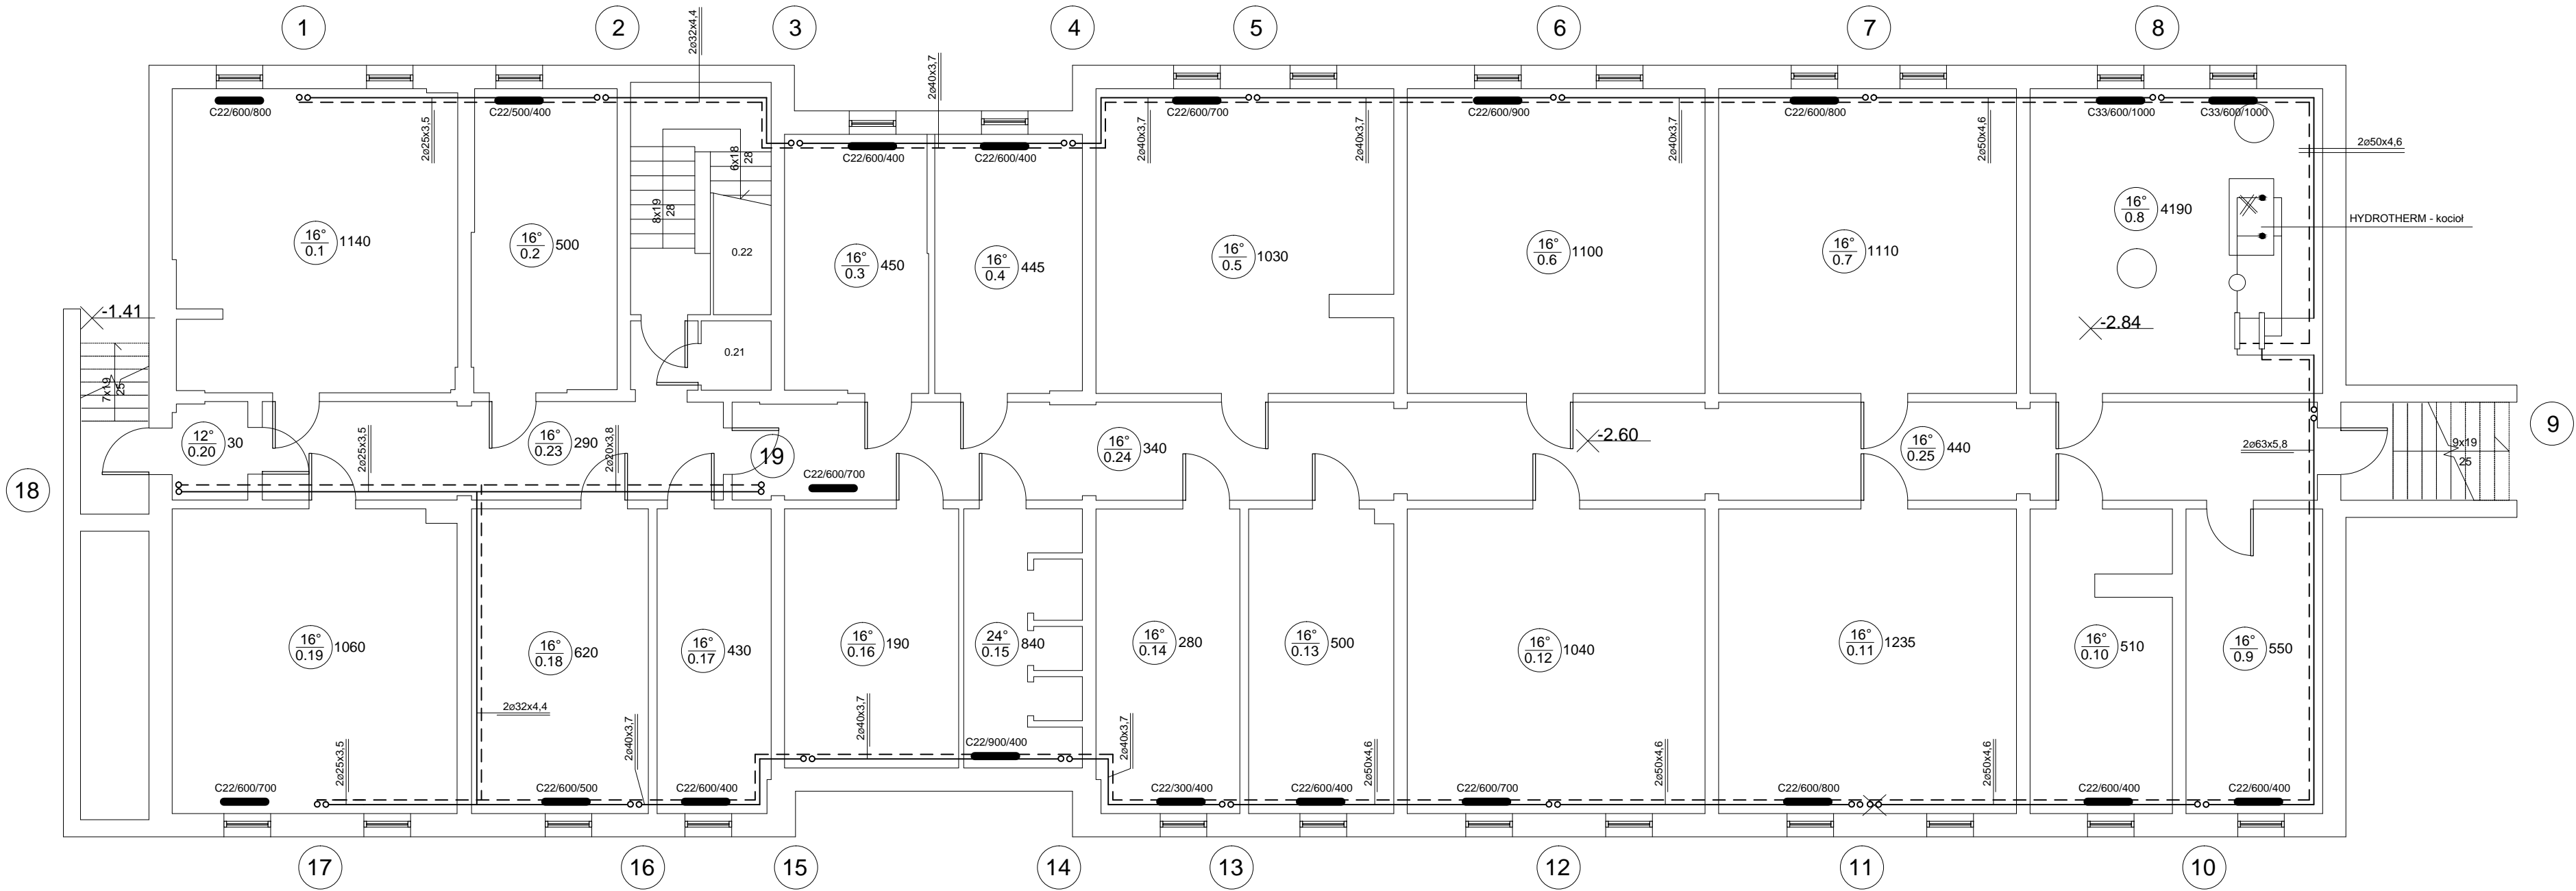 1
2
3
4
5
6
7
8
2ø32x4,4
2ø40x3,7
C22/600/800
C22/500/400
C22/600/400
C22/600/400
C22/600/700
C22/600/900
C22/600/800
C33/600/1000
C33/600/1000
2ø25x3,5
2ø40x3,7
2ø40x3,7
2ø40x3,7
2ø50x4,6
2ø50x4,6
6x18
28
8x19
28
16°
0.1
1140
16°
0.2
500
0.22
16°
0.3
450
16°
0.4
445
16°
0.5
1030
16°
0.6
1100
16°
0.7
1110
16°
0.8
4190
HYDROTHERM - kocioł
-1.41
-2.84
0.21
7x19
25
12°
0.20
30
2ø25x3,5
16°
0.23
290
2ø20x3,8
19
C22/600/700
16°
0.24
340
-2.60
16°
0.25
440
2ø63x5,8
9x19
25
9
18
16°
0.19
1060
16°
0.18
620
16°
0.17
430
16°
0.16
190
24°
0.15
840
16°
0.14
280
16°
0.13
500
16°
0.12
1040
16°
0.11
1235
16°
0.10
510
16°
0.9
550
2ø32x4,4
2ø25x3,5
2ø40x3,7
2ø40x3,7
2ø40x3,7
2ø50x4,6
2ø50x4,6
2ø50x4,6
C22/600/700
C22/600/500
C22/600/400
C22/900/400
C22/300/400
C22/600/400
C22/600/700
C22/600/800
C22/600/400
C22/600/400
17
16
15
14
13
12
11
10